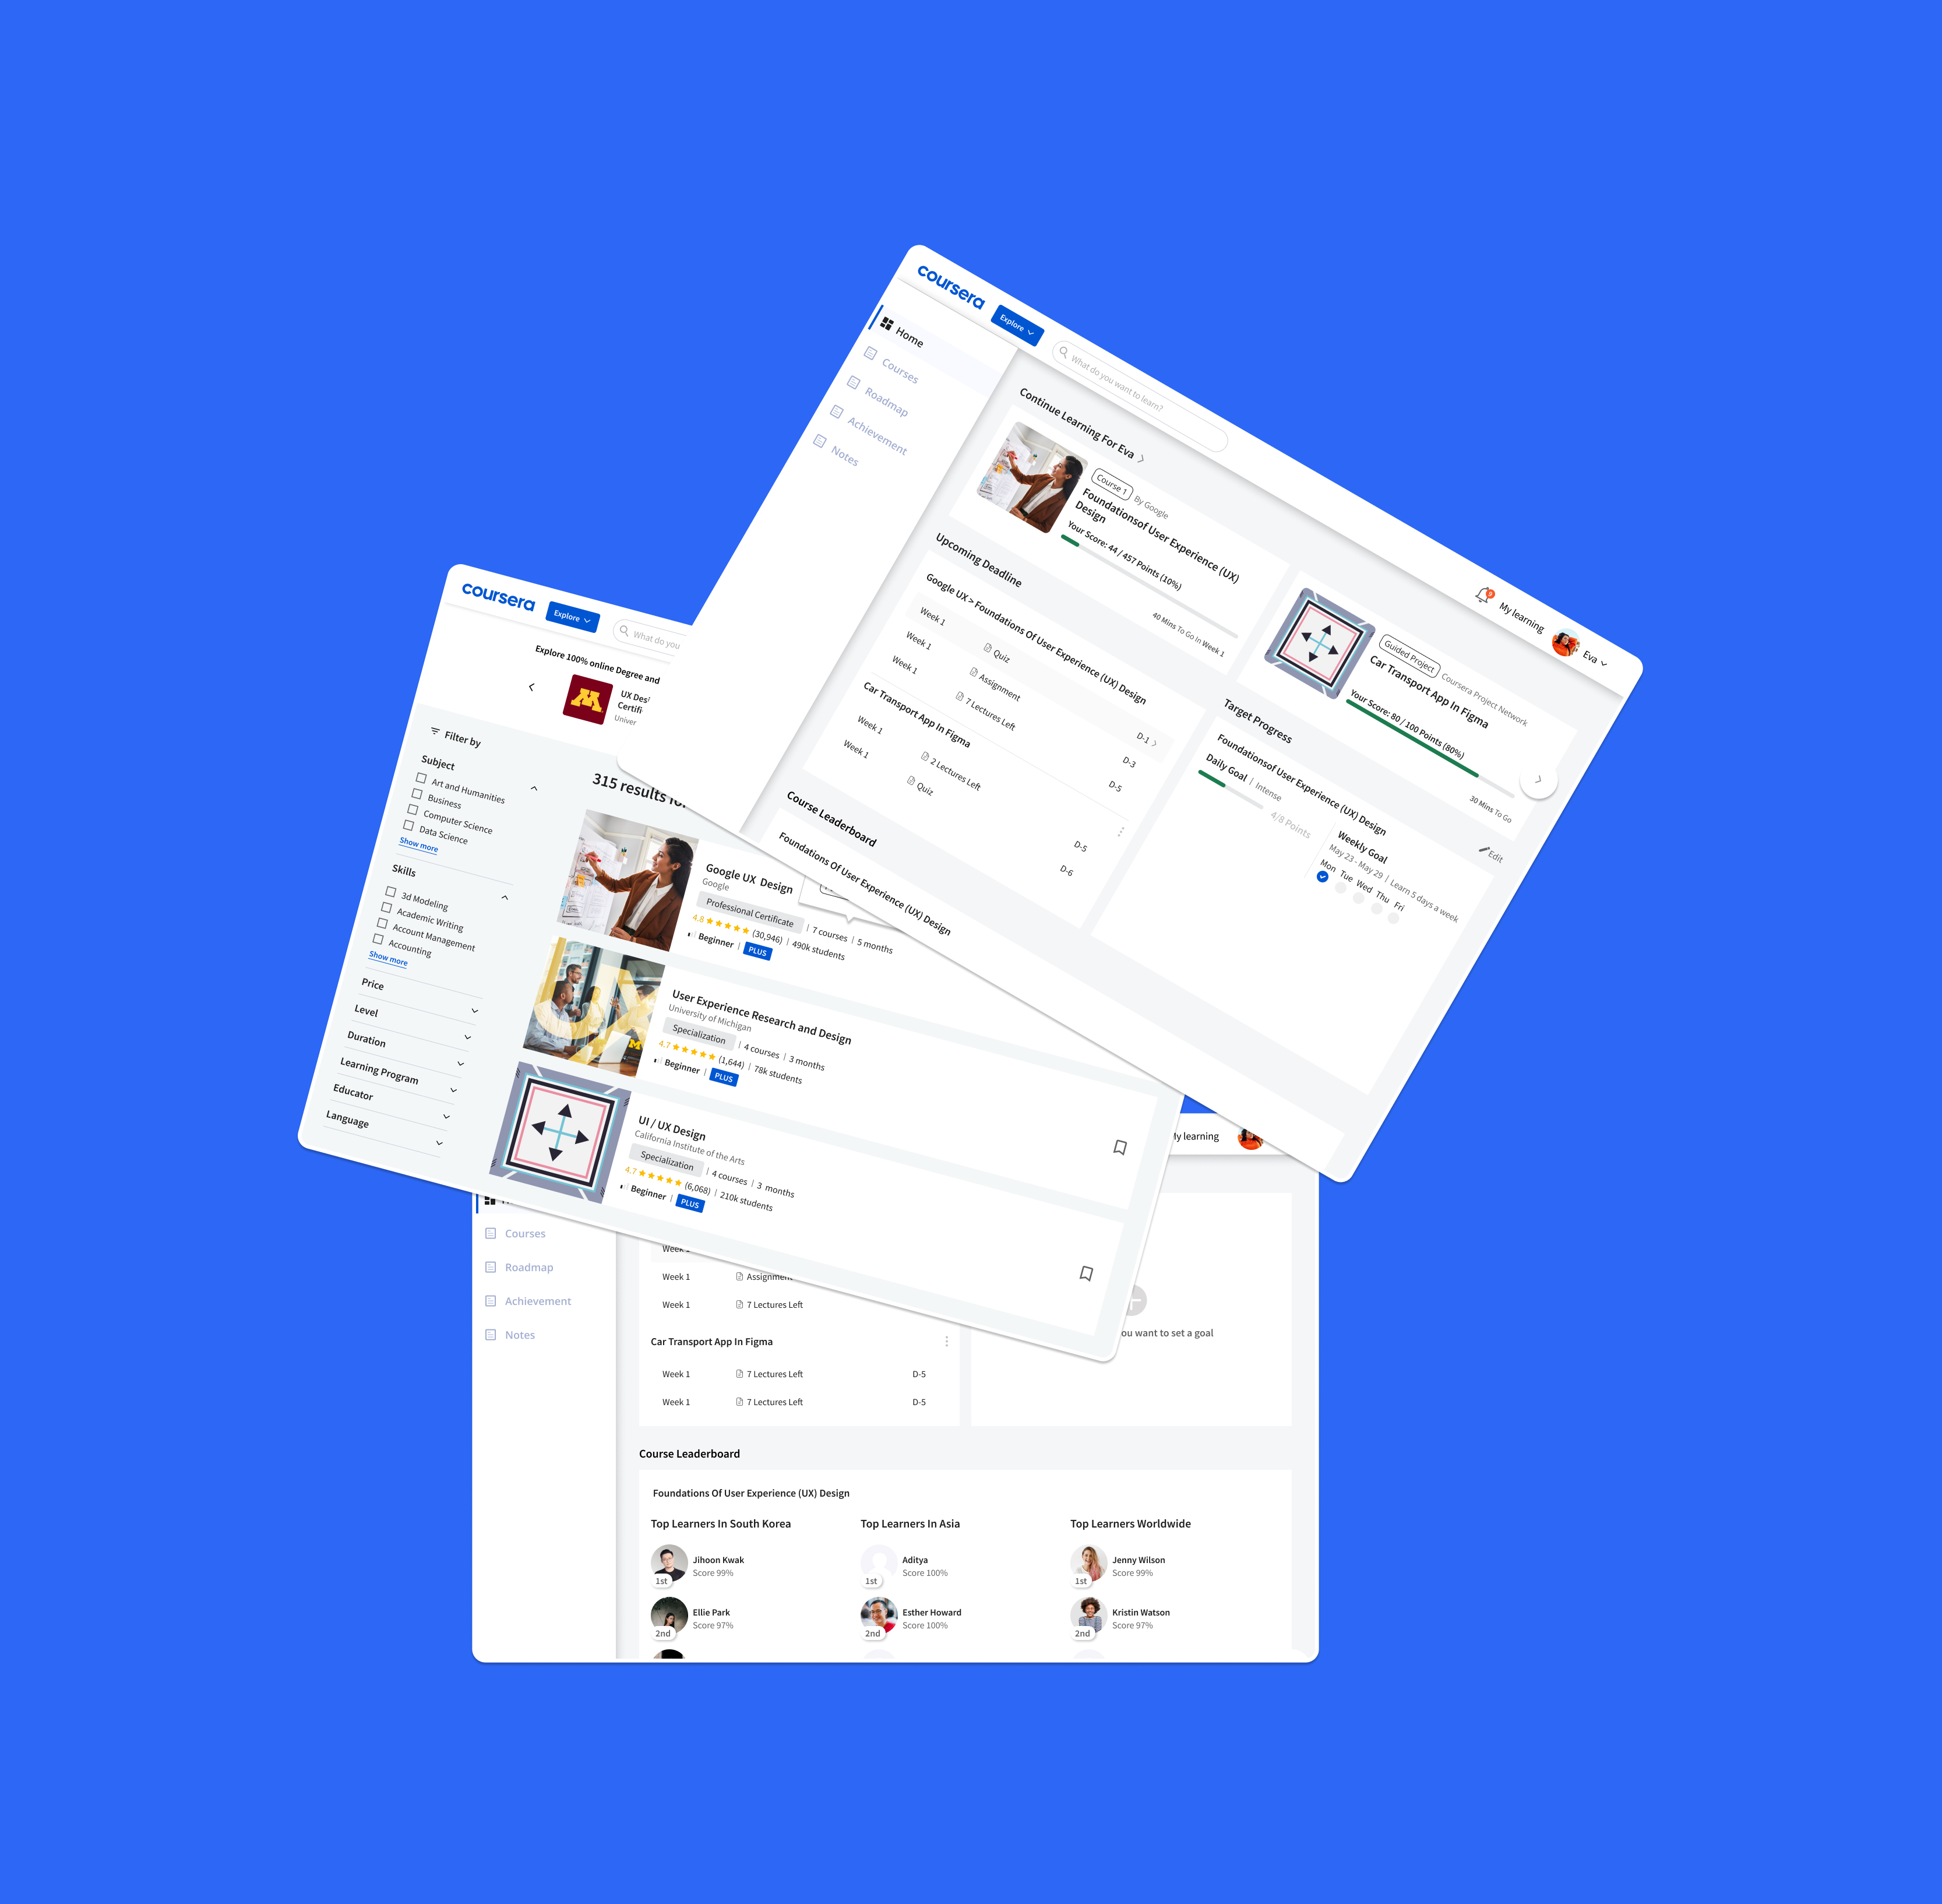 coursera
Explore
What do you want to learn?
My learning
Eva
Home
Courses
Roadmap
Achievement
Notes
Continue Learning For Eva
Course 1
By Google
Foundationsof User Experience (UX)
Design
Your Score: 44 / 457 Points (10%)
40 Mins To Go In Week 1
Guided Project
Coursera Project Network
Car Transport App In Figma
Your Score: 80 / 100 Points (80%)
30 Mins To Go
Upcoming Deadline
Google UX > Foundations Of User Experience (UX) Design
Week 1
Quiz
D-1
Week 1
Assignment
D-3
Week 1
7 Lectures Left
D-5
Car Transport App In Figma
Week 1
2 Lectures Left
D-5
Week 1
Quiz
D-6
Target Progress
Foundationsof User Experience (UX) Design
Edit
Daily Goal | Intense
4/8 Points
Weekly Goal
May 23 - May 29 | Learn 5 days a week
Mon Tue Wed Thu Fri
Course Leaderboard
Foundations Of User Experience (UX) Design
coursera
Explore
What do you
Explore 100% online Degree and
M
UX Des
Certifi
Univer
Filter by
Subject
Art and Humanities
Business
Computer Science
Data Science
Show more
Skills
3d Modeling
Academic Writing
Account Management
Accounting
Show more
Price
Level
Duration
Learning Program
Educator
Language
315 results for
Google UX Design
Google
Professional Certificate | 7 courses | 5 months
4.8 (30,946) | 490k students
Beginner | PLUS
M
User Experience Research and Design
University of Michigan
Specialization | 4 courses | 3 months
4.7 (1,644) | 78k students
Beginner | PLUS
UI / UX Design
California Institute of the Arts
Specialization | 4 courses | 3 months
4.7 (6,068) | 210k students
Beginner | PLUS
My learning
Courses
Roadmap
Achievement
Notes
Week 1
Week 1
Assignment
Week 1
7 Lectures Left
Car Transport App In Figma
Week 1
7 Lectures Left
D-5
Week 1
7 Lectures Left
D-5
ou want to set a goal
Course Leaderboard
Foundations Of User Experience (UX) Design
Top Learners In South Korea
Jihoon Kwak
Score 99%
1st
Ellie Park
Score 97%
2nd
Top Learners In Asia
Aditya
Score 100%
1st
Esther Howard
Score 100%
2nd
Top Learners Worldwide
Jenny Wilson
Score 99%
1st
Kristin Watson
Score 97%
2nd